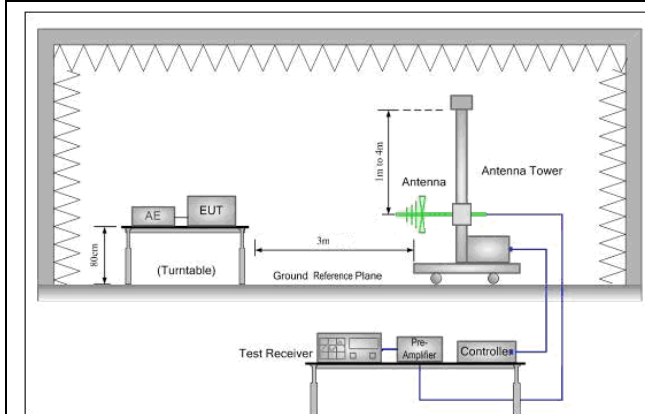 1m to 4m
Antenna
Antenna Tower
AE
EUT
80cm
(Turntable)
3m
Ground Reference Plane
Test Receiver
Pre-
Amplifier
Controller